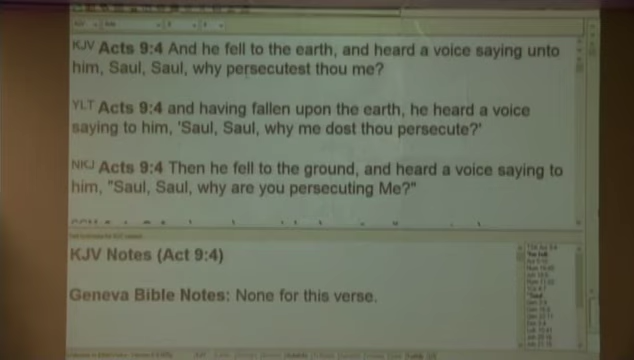 KJV Acts 9:4 And he fell to the earth, and heard a voice saying unto
him, Saul, Saul, why persecutest thou me?
YLT Acts 9:4 and having fallen upon the earth, he heard a voice
saying to him, 'Saul, Saul, why me dost thou persecute?'
NKJ Acts 9:4 Then he fell to the ground, and heard a voice saying to
him, "Saul, Saul, why are you persecuting Me?"
KJV Notes (Act 9:4)
Geneva Bible Notes: None for this verse.